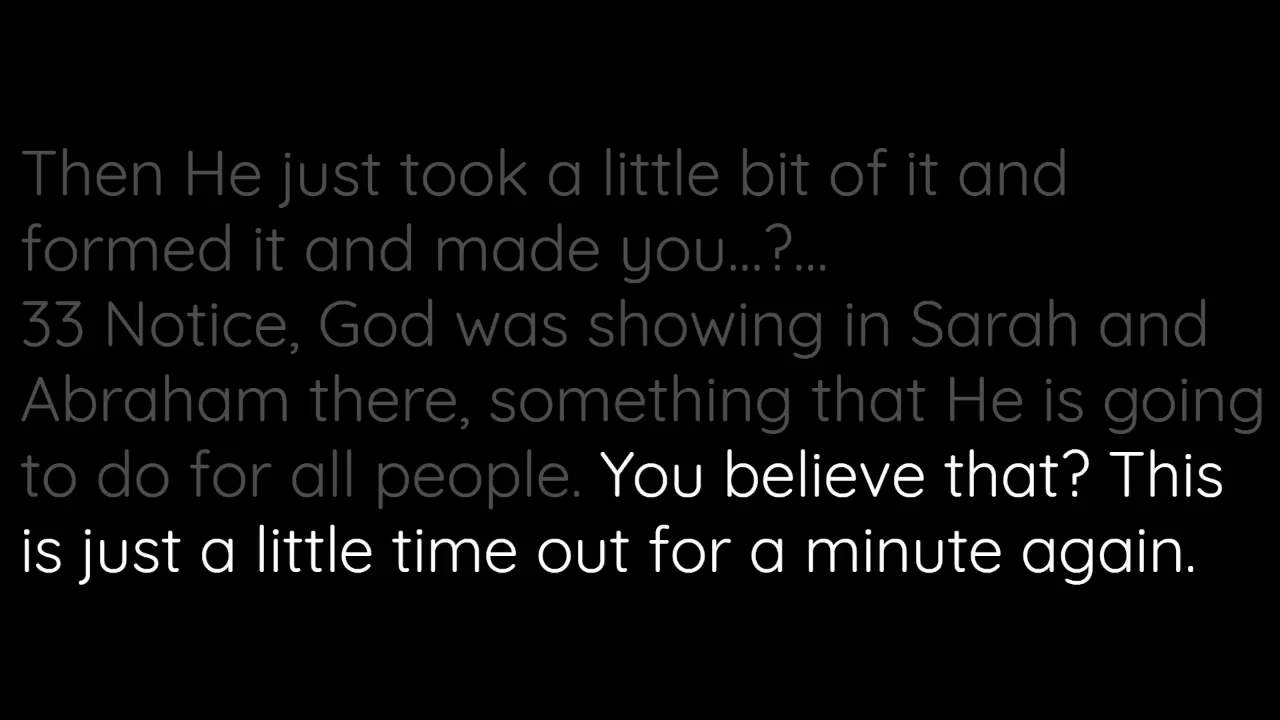 Then He just took a little bit of it and
formed it and made you...?...
33 Notice, God was showing in Sarah and
Abraham there, something that He is going
to do for all people. You believe that? This
is just a little time out for a minute again.